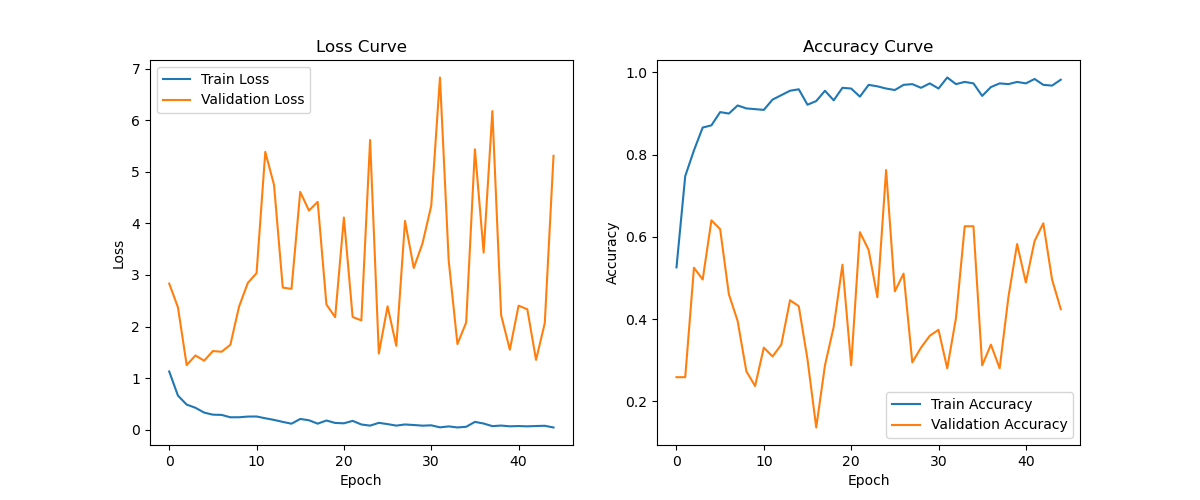 Loss Curve
Train Loss
Validation Loss
7
6
5
4
3
2
1
0
Loss
0
10
20
30
40
Epoch
Accuracy Curve
1.0
0.8
0.6
0.4
0.2
Accuracy
Train Accuracy
Validation Accuracy
0
10
20
30
40
Epoch